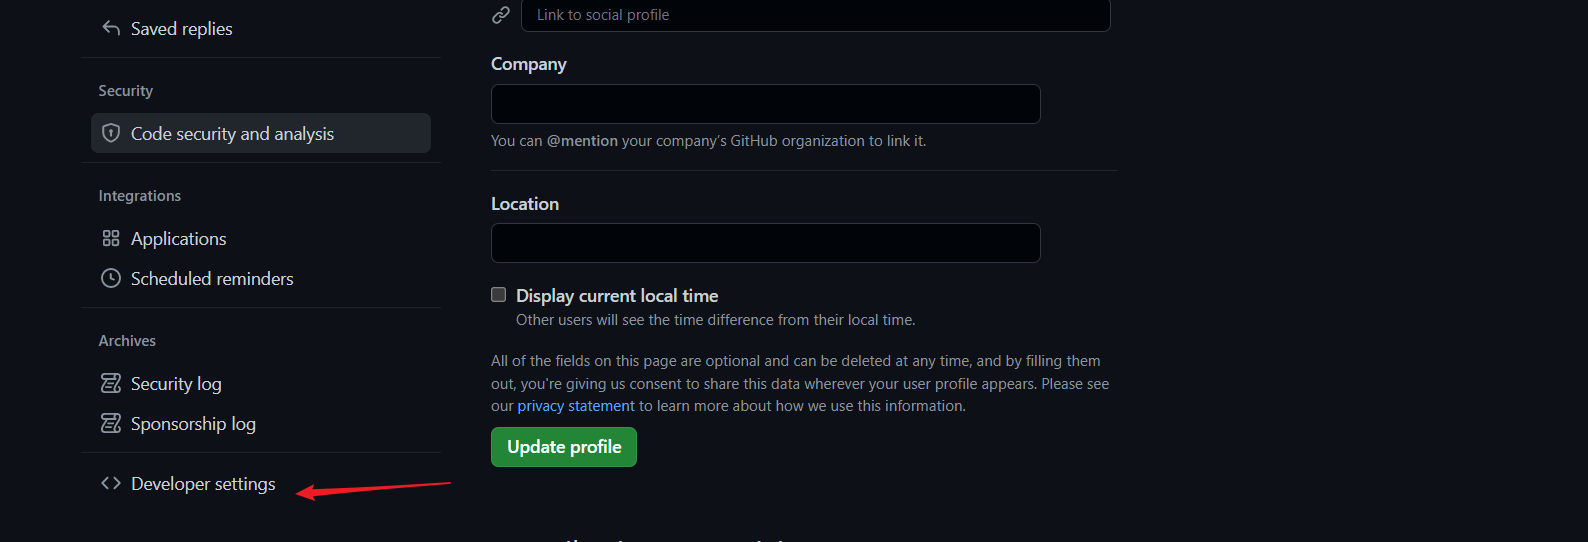 Saved replies
Security
Code security and analysis
Integrations
Applications
Scheduled reminders
Archives
Security log
Sponsorship log
Developer settings
Link to social profile
Company
You can @mention your company's GitHub organization to link it.
Location
Display current local time
Other users will see the time difference from their local time.
All of the fields on this page are optional and can be deleted at any time, and by filling them
out, you're giving us consent to share this data wherever your user profile appears. Please see
our privacy statement to learn more about how we use this information.
Update profile